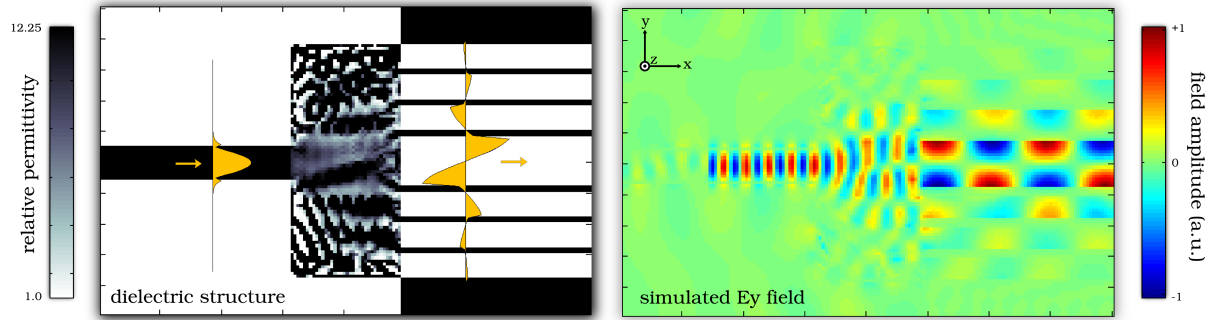 12.25
relative permittivity
1.0
dielectric structure
y
z
x
simulated Ey field
+1
0
-1
field amplitude (a.u.)